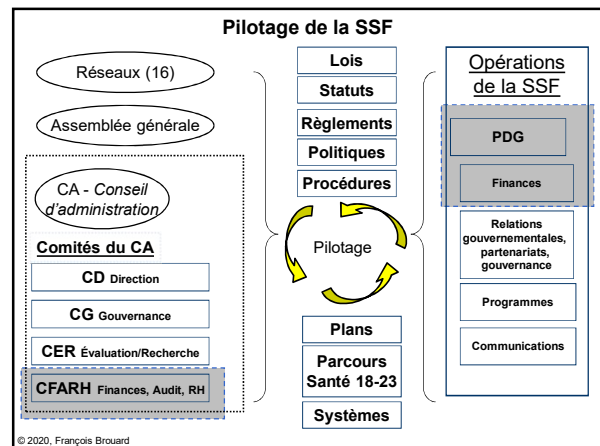 Pilotage de la SSF
Réseaux (16)
Assemblée générale
CA - Conseil
d'administration
Comités du CA
CD Direction
CG Gouvernance
CER Évaluation/Recherche
CFARH Finances, Audit, RH
Lois
Statuts
Règlements
Politiques
Procédures
Pilotage
Plans
Parcours
Santé 18-23
Systèmes
Opérations
de la SSF
PDG
Finances
Relations
gouvernementales,
partenariats,
gouvernance
Programmes
Communications
© 2020, François Brouard